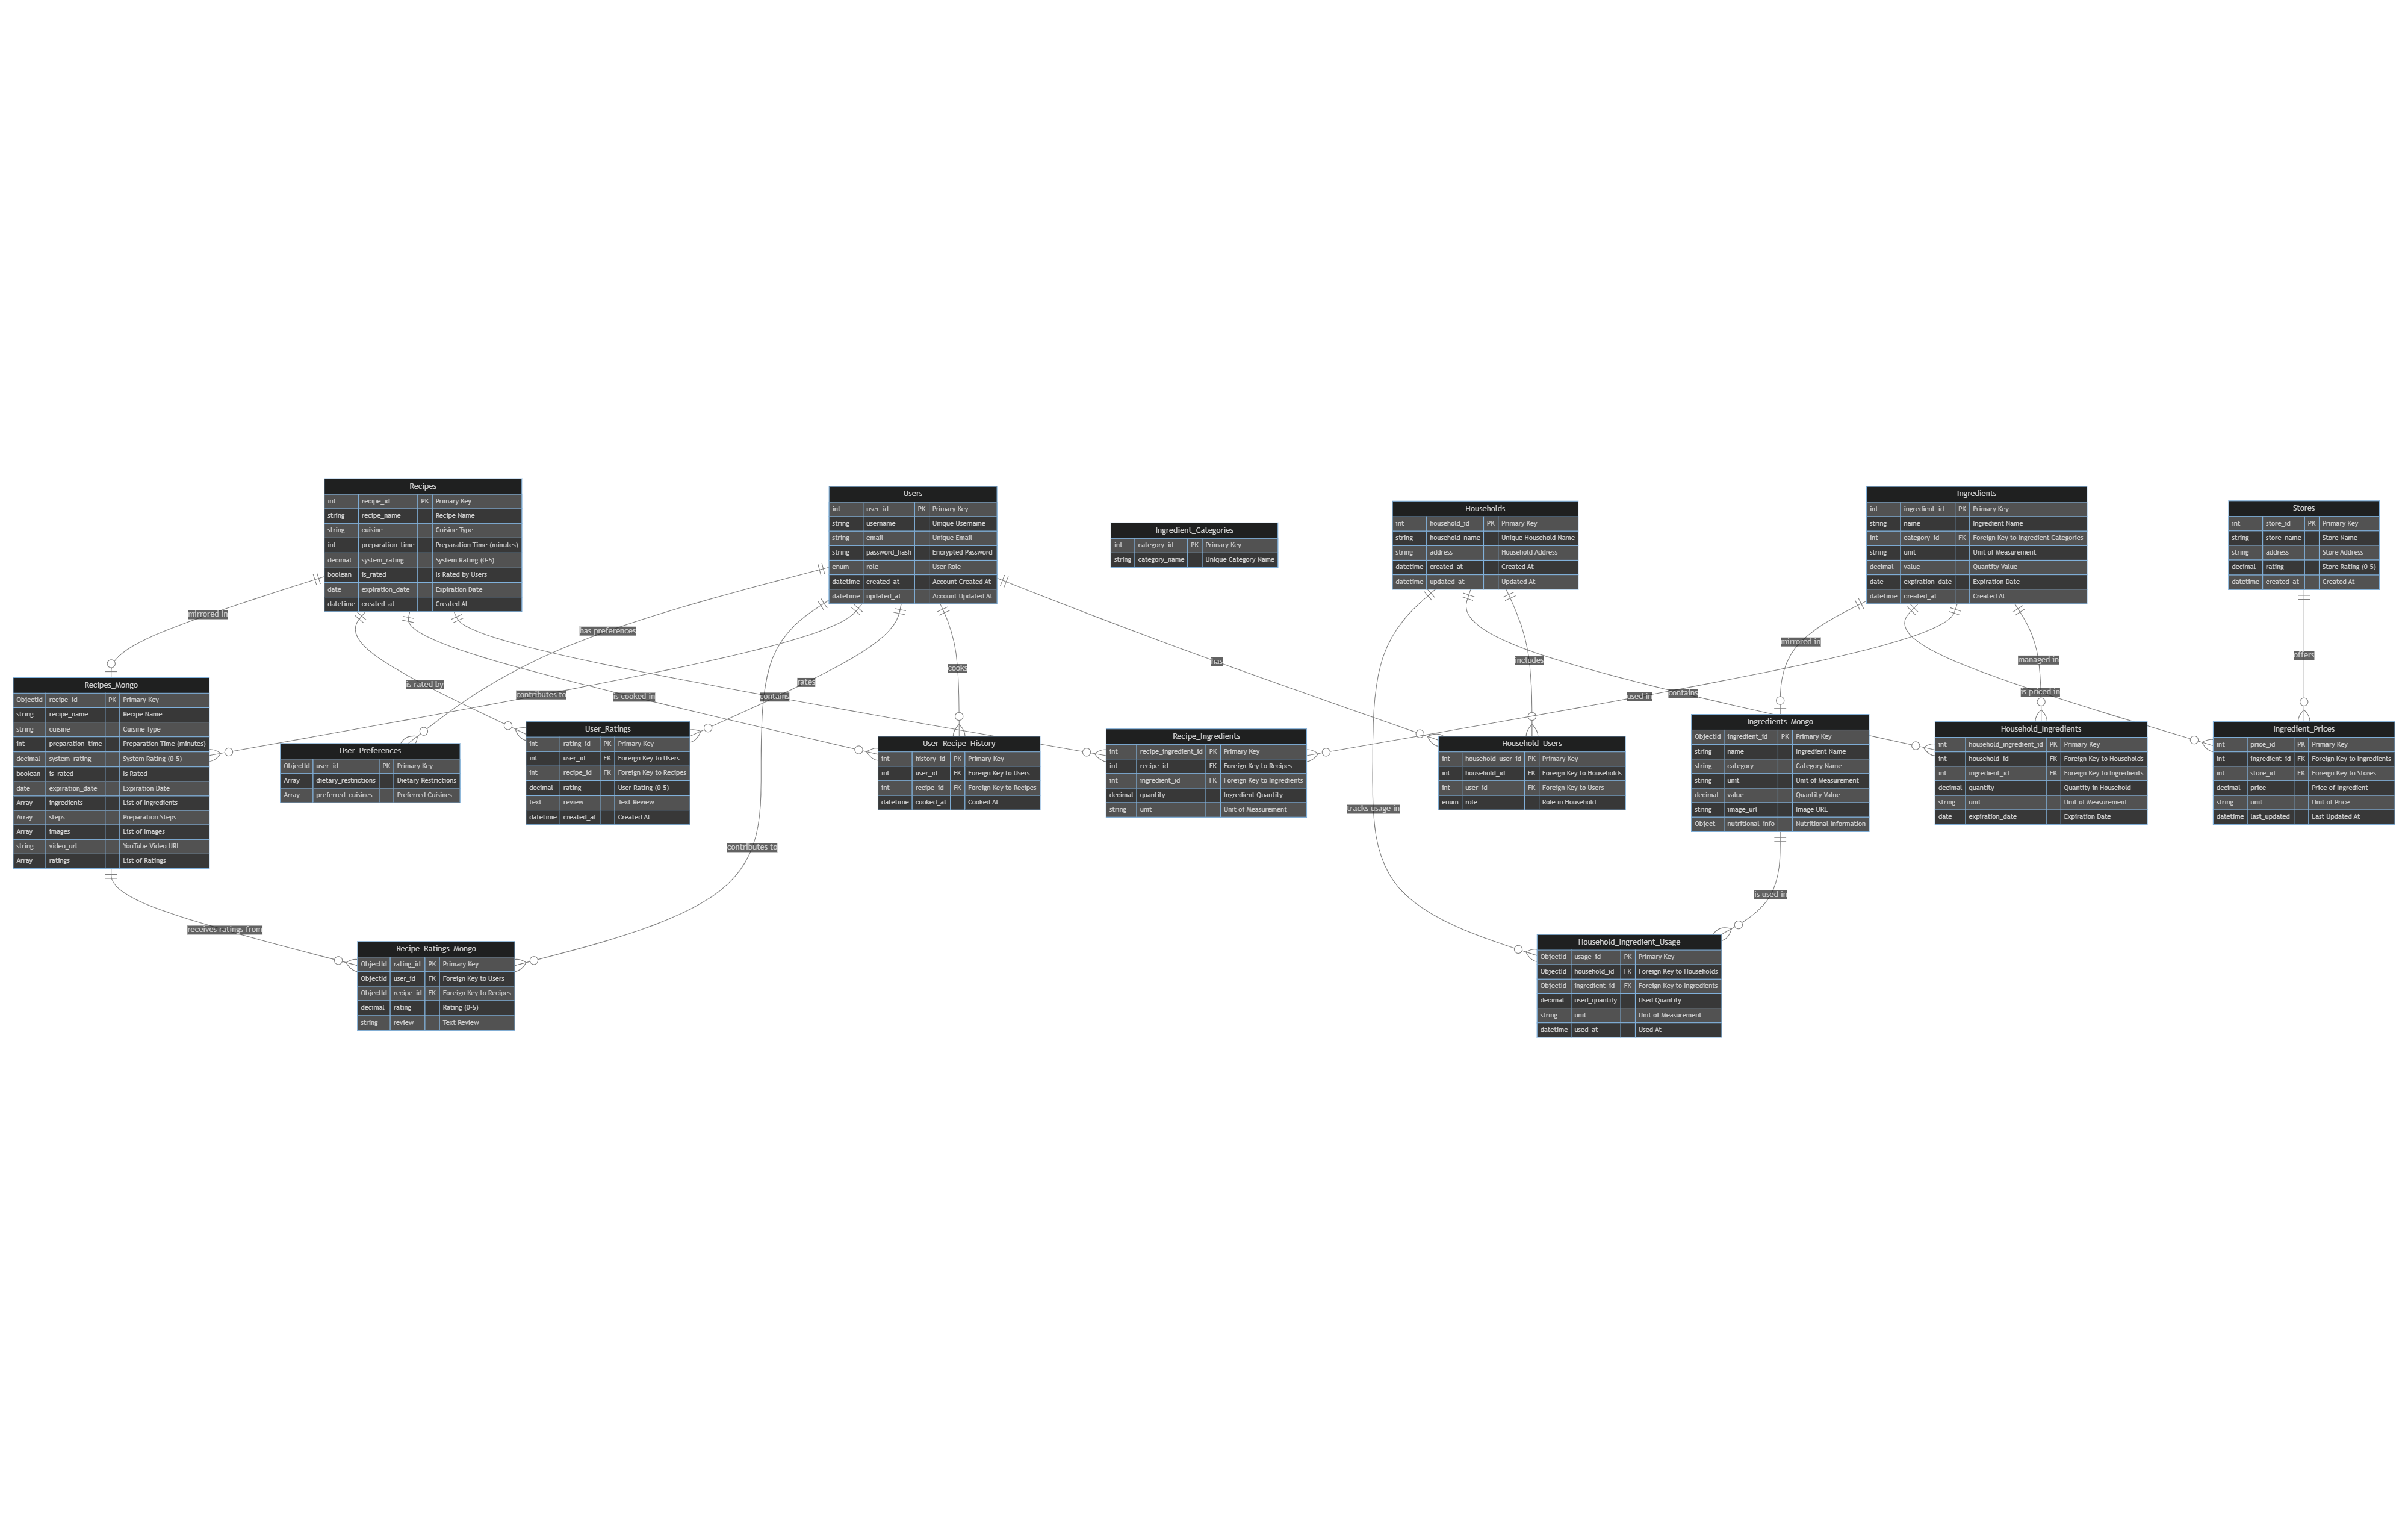 Recipes
int recipe_id PK Primary Key
string recipe_name Recipe Name
string cuisine Cuisine Type
int preparation_time Preparation Time (minutes)
decimal system_rating System Rating (0-5)
boolean is_rated Is Rated by Users
date expiration_date Expiration Date
datetime created_at Created At
Users
int user_id PK Primary Key
string username Unique Username
string email Unique Email
string password_hash Encrypted Password
enum role User Role
datetime created_at Account Created At
datetime updated_at Account Updated At
Ingredient_Categories
int category_id PK Primary Key
string category_name Unique Category Name
Households
int household_id PK Primary Key
string household_name Unique Household Name
string address Household Address
datetime created_at Created At
datetime updated_at Updated At
Ingredients
int ingredient_id PK Primary Key
string name Ingredient Name
int category_id FK Foreign Key to Ingredient Categories
string unit Unit of Measurement
decimal value Quantity Value
date expiration_date Expiration Date
datetime created_at Created At
Stores
int store_id PK Primary Key
string store_name Store Name
string address Store Address
decimal rating Store Rating (0-5)
datetime created_at Created At
mirrored in
has preferences
contributes to
is rated by
is cooked in
rates
cooks
contains
has
includes
used in
contains
mirrored in
managed in
is priced in
offers
Recipes_Mongo
ObjectId recipe_id PK Primary Key
string recipe_name Recipe Name
string cuisine Cuisine Type
int preparation_time Preparation Time (minutes)
decimal system_rating System Rating (0-5)
boolean is_rated Is Rated
date expiration_date Expiration Date
Array ingredients List of Ingredients
Array steps Preparation Steps
Array images List of Images
string video_url YouTube Video URL
Array ratings List of Ratings
User_Preferences
ObjectId user_id PK Primary Key
Array dietary_restrictions Dietary Restrictions
Array preferred_cuisines Preferred Cuisines
User_Ratings
int rating_id PK Primary Key
int user_id FK Foreign Key to Users
int recipe_id FK Foreign Key to Recipes
decimal rating User Rating (0-5)
text review Text Review
datetime created_at Created At
User_Recipe_History
int history_id PK Primary Key
int user_id FK Foreign Key to Users
int recipe_id FK Foreign Key to Recipes
datetime cooked_at Cooked At
Recipe_Ingredients
int recipe_ingredient_id PK Primary Key
int recipe_id FK Foreign Key to Recipes
int ingredient_id FK Foreign Key to Ingredients
decimal quantity Ingredient Quantity
string unit Unit of Measurement
Household_Users
int household_user_id PK Primary Key
int household_id FK Foreign Key to Households
int user_id FK Foreign Key to Users
enum role Role in Household
Ingredients_Mongo
ObjectId ingredient_id PK Primary Key
string name Ingredient Name
string category Category Name
string unit Unit of Measurement
decimal value Quantity Value
string image_url Image URL
Object nutritional_info Nutritional Information
Household_Ingredients
int household_ingredient_id PK Primary Key
int household_id FK Foreign Key to Households
int ingredient_id FK Foreign Key to Ingredients
decimal quantity Quantity in Household
string unit Unit of Measurement
date expiration_date Expiration Date
Ingredient_Prices
int price_id PK Primary Key
int ingredient_id FK Foreign Key to Ingredients
int store_id FK Foreign Key to Stores
decimal price Price of Ingredient
string unit Unit of Price
datetime last_updated Last Updated At
receives ratings from
contributes to
tracks usage in
is used in
Recipe_Ratings_Mongo
ObjectId rating_id PK Primary Key
ObjectId user_id FK Foreign Key to Users
ObjectId recipe_id FK Foreign Key to Recipes
decimal rating Rating (0-5)
string review Text Review
Household_Ingredient_Usage
ObjectId usage_id PK Primary Key
ObjectId household_id FK Foreign Key to Households
ObjectId ingredient_id FK Foreign Key to Ingredients
decimal used_quantity Used Quantity
string unit Unit of Measurement
datetime used_at Used At